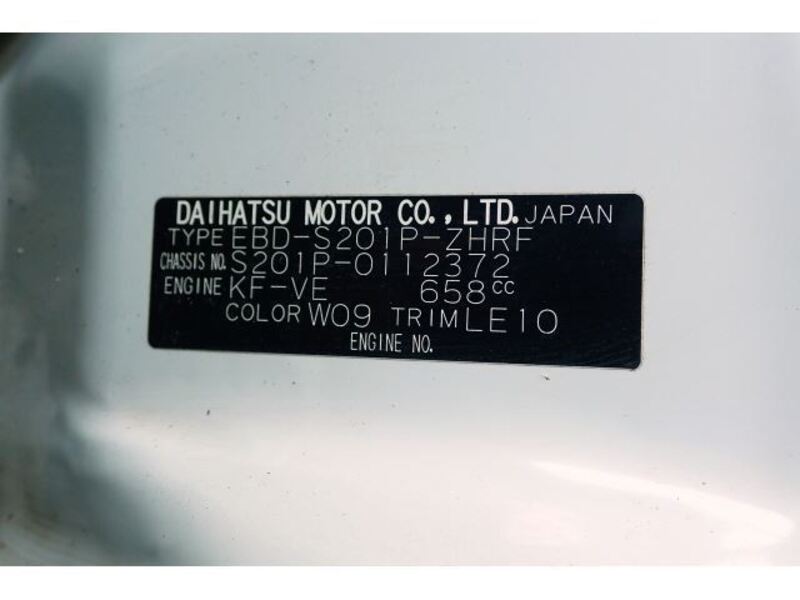 DAIHATSU MOTOR CO., LTD. JAPAN
TYPE EBD-S201P-ZHRF
CHASSIS NO. S201P-0112372
ENGINE KF-VE 658cc
COLOR W09 TRIM LE10
ENGINE NO.